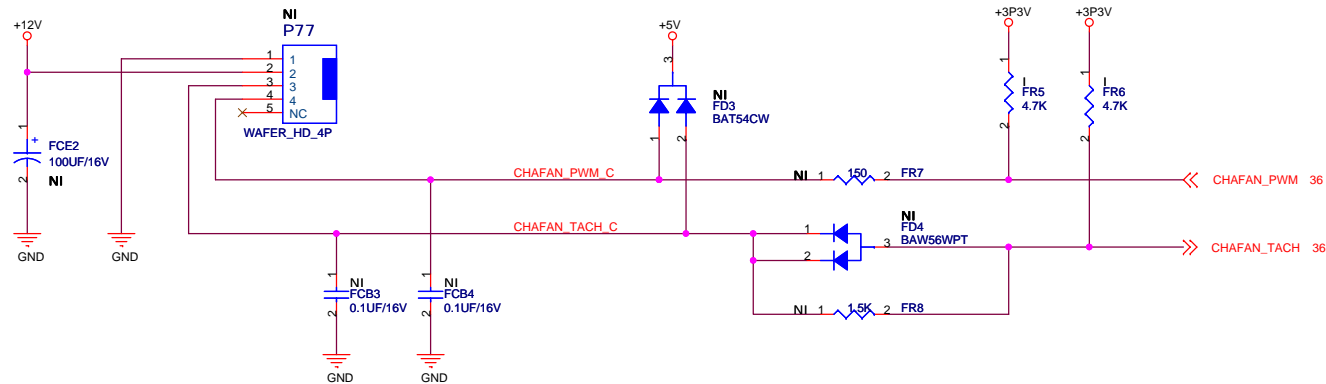 +12V
NI
P77
1 1
2 2
3 3
4 4
5 NC
WAFER_HD_4P
1
+
FCE2
100UF/16V
2
NI
GND
GND
+5V
3
NI
FD3
BAT54CW
1 2
+3P3V
+3P3V
1
I
FR5
4.7K
2
1
I
FR6
4.7K
2
CHAFAN_PWM_C
NI 1 150 2 FR7
CHAFAN_PWM 36
CHAFAN_TACH_C
NI
FD4
BAW56WPT
1
2
3
CHAFAN_TACH 36
NI 1 1.5K 2 FR8
1
NI
FCB3
0.1UF/16V
2
GND
1
NI
FCB4
0.1UF/16V
2
GND